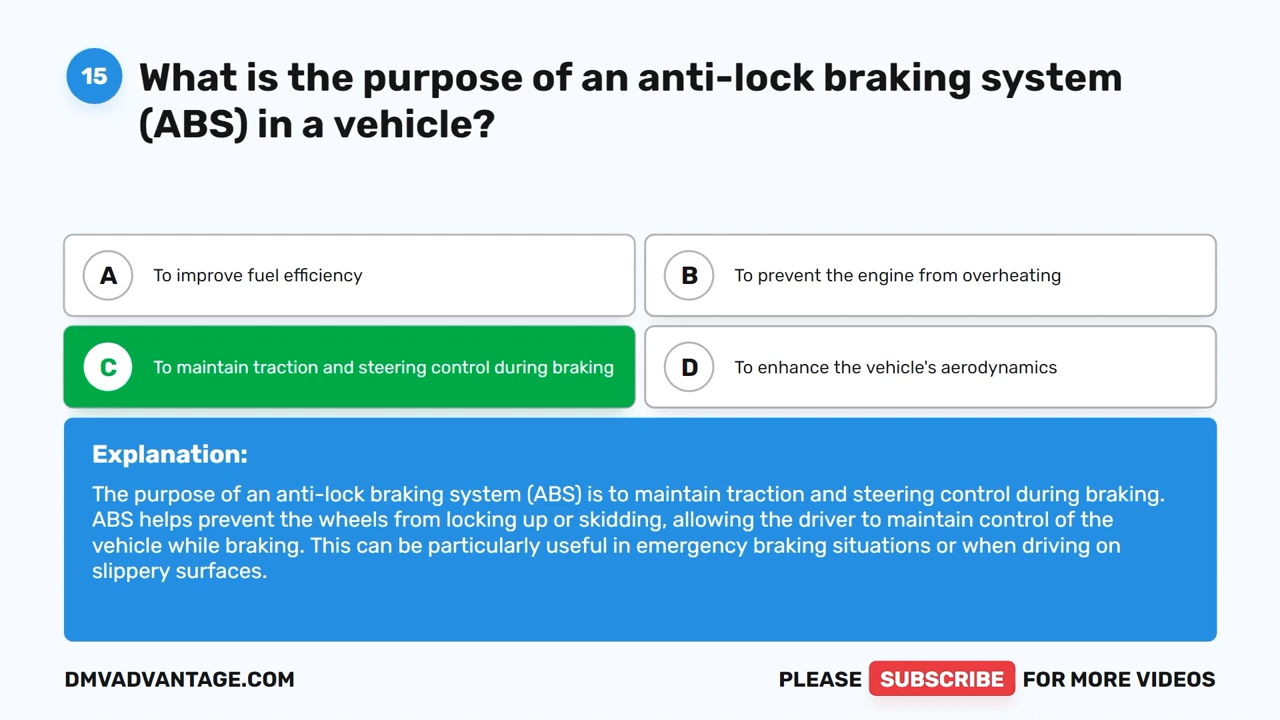 15
What is the purpose of an anti-lock braking system
(ABS) in a vehicle?
A To improve fuel efficiency
B To prevent the engine from overheating
C To maintain traction and steering control during braking
D To enhance the vehicle's aerodynamics
Explanation:
The purpose of an anti-lock braking system (ABS) is to maintain traction and steering control during braking.
ABS helps prevent the wheels from locking up or skidding, allowing the driver to maintain control of the
vehicle while braking. This can be particularly useful in emergency braking situations or when driving on
slippery surfaces.
DMVADVANTAGE.COM
PLEASE SUBSCRIBE FOR MORE VIDEOS